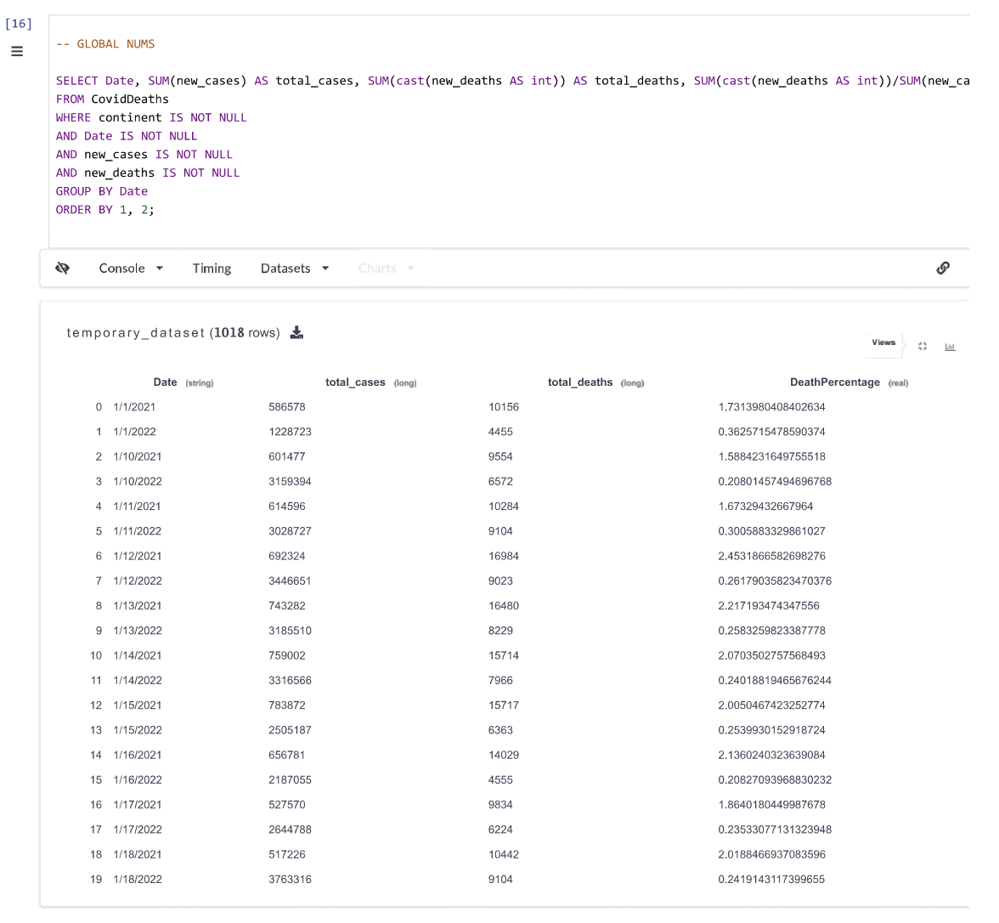 [16]
-- GLOBAL NUMS
SELECT Date, SUM(new_cases) AS total_cases, SUM(cast(new_deaths AS int)) AS total_deaths, SUM(cast(new_deaths AS int))/SUM(new_ca
FROM CovidDeaths
WHERE continent IS NOT NULL
AND Date IS NOT NULL
AND new_cases IS NOT NULL
AND new_deaths IS NOT NULL
GROUP BY Date
ORDER BY 1, 2;
Console Timing Datasets Charts
temporary_dataset (1018 rows)
Views
Date (string) total_cases (long) total_deaths (long) DeathPercentage (real)
0 1/1/2021 586578 10156 1.7313980408402634
1 1/1/2022 1228723 4455 0.3625715478590374
2 1/10/2021 601477 9554 1.5884231649755518
3 1/10/2022 3159394 6572 0.20801457494696768
4 1/11/2021 614596 10284 1.67329432667964
5 1/11/2022 3028727 9104 0.3005883329861027
6 1/12/2021 692324 16984 2.4531866582698276
7 1/12/2022 3446651 9023 0.26179035823470376
8 1/13/2021 743282 16480 2.217193474347556
9 1/13/2022 3185510 8229 0.2583259823387778
10 1/14/2021 759002 15714 2.0703502757568493
11 1/14/2022 3316566 7966 0.24018819465676244
12 1/15/2021 783872 15717 2.0050467423252774
13 1/15/2022 2505187 6363 0.2539930152918724
14 1/16/2021 656781 14029 2.1360240323639084
15 1/16/2022 2187055 4555 0.20827093968830232
16 1/17/2021 527570 9834 1.8640180449987678
17 1/17/2022 2644788 6224 0.23533077131323948
18 1/18/2021 517226 10442 2.0188466937083596
19 1/18/2022 3763316 9104 0.2419143117399655